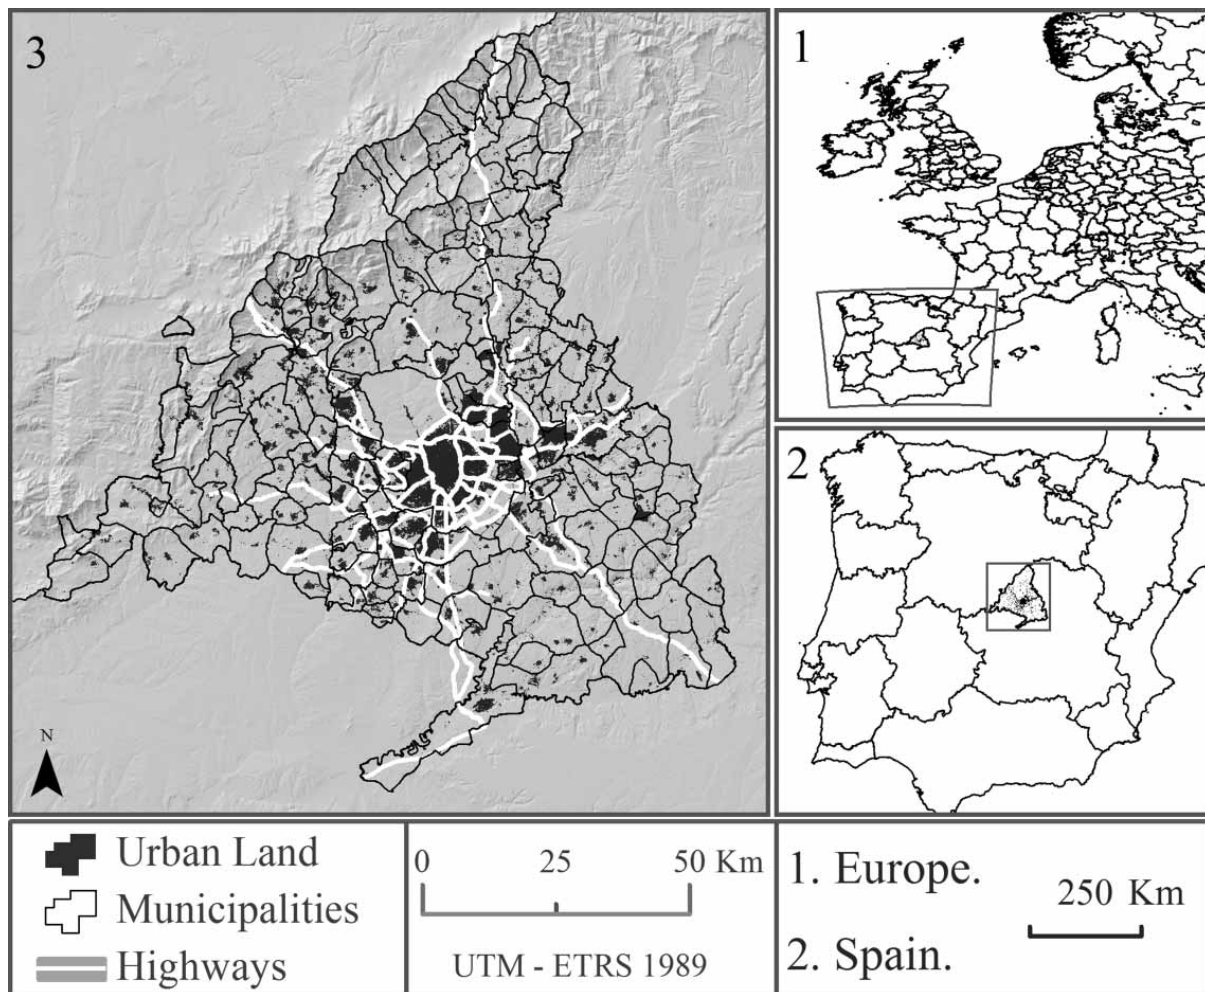 3
1
2
N
Urban Land
Municipalities
Highways
0 25 50 Km
UTM - ETRS 1989
1. Europe.
2. Spain.
250 Km